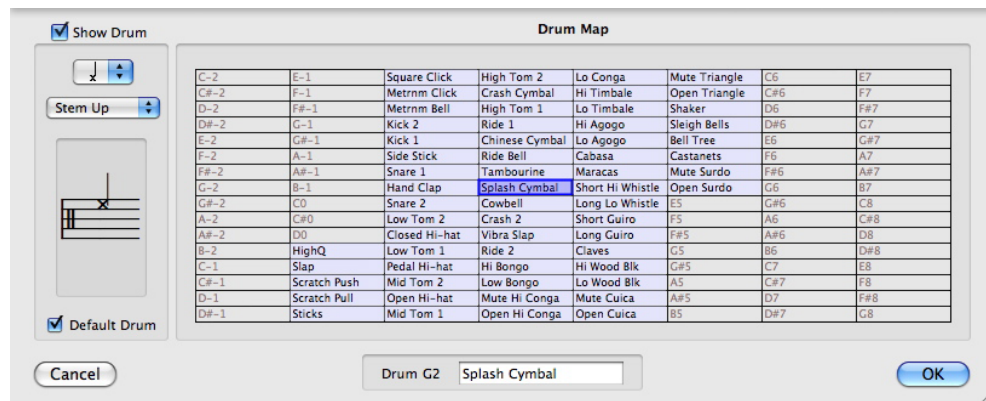 Show Drum Drum Map
Stem Up
C-2 E-1 Square Click High Tom 2 Lo Conga Mute Triangle C6 E7
C#-2 F-1 Metrnm Click Crash Cymbal Hi Timbale Open Triangle C#6 F7
D-2 F#-1 Metrnm Bell High Tom 1 Lo Timbale Shaker D6 F#7
D#-2 G-1 Kick 2 Ride 1 Hi Agogo Sleigh Bells D#6 G7
E-2 G#-1 Kick 1 Chinese Cymbal Lo Agogo Bell Tree E6 G#7
F-2 A-1 Side Stick Ride Bell Cabasa Castanets F6 A7
F#-2 A#-1 Snare 1 Tambourine Maracas Mute Surdo F#6 A#7
G-2 B-1 Hand Clap Splash Cymbal Short Hi Whistle Open Surdo G6 B7
G#-2 C0 Snare 2 Cowbell Long Lo Whistle E5 G#6 C8
A-2 C#0 Low Tom 2 Crash 2 Short Guiro F5 A6 C#8
A#-2 D0 Closed Hi-hat Vibra Slap Long Guiro F#5 A#6 D8
B-2 HighQ Low Tom 1 Ride 2 Claves G5 B6 D#8
C-1 Slap Pedal Hi-hat Hi Bongo Hi Wood Blk G#5 C7 E8
C#-1 Scratch Push Mid Tom 2 Low Bongo Lo Wood Blk A5 C#7 F8
D-1 Scratch Pull Open Hi-hat Mute Hi Conga Mute Cuica A#5 D7 F#8
D#-1 Sticks Mid Tom 1 Open Hi Conga Open Cuica B5 D#7 G8
Default Drum
Cancel Drum G2 Splash Cymbal OK